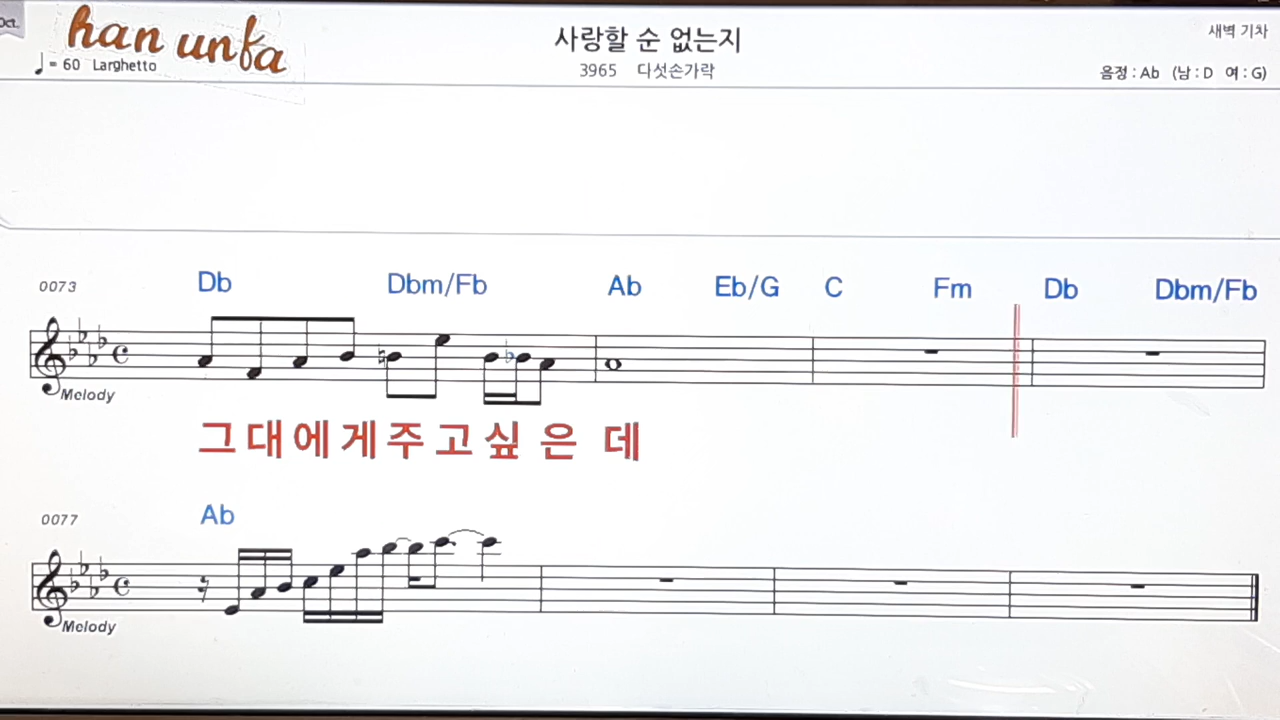 Oct.
han unfa
♩= 60 Larghetto
사랑할 순 없는지
3965 다섯손가락
새벽 기차
음정 : Ab (남 : D 여 : G)
0073
Db Dbm/Fb Ab Eb/G C Fm Db Dbm/Fb
Melody
그대에게주고싶은데
0077
Ab
Melody